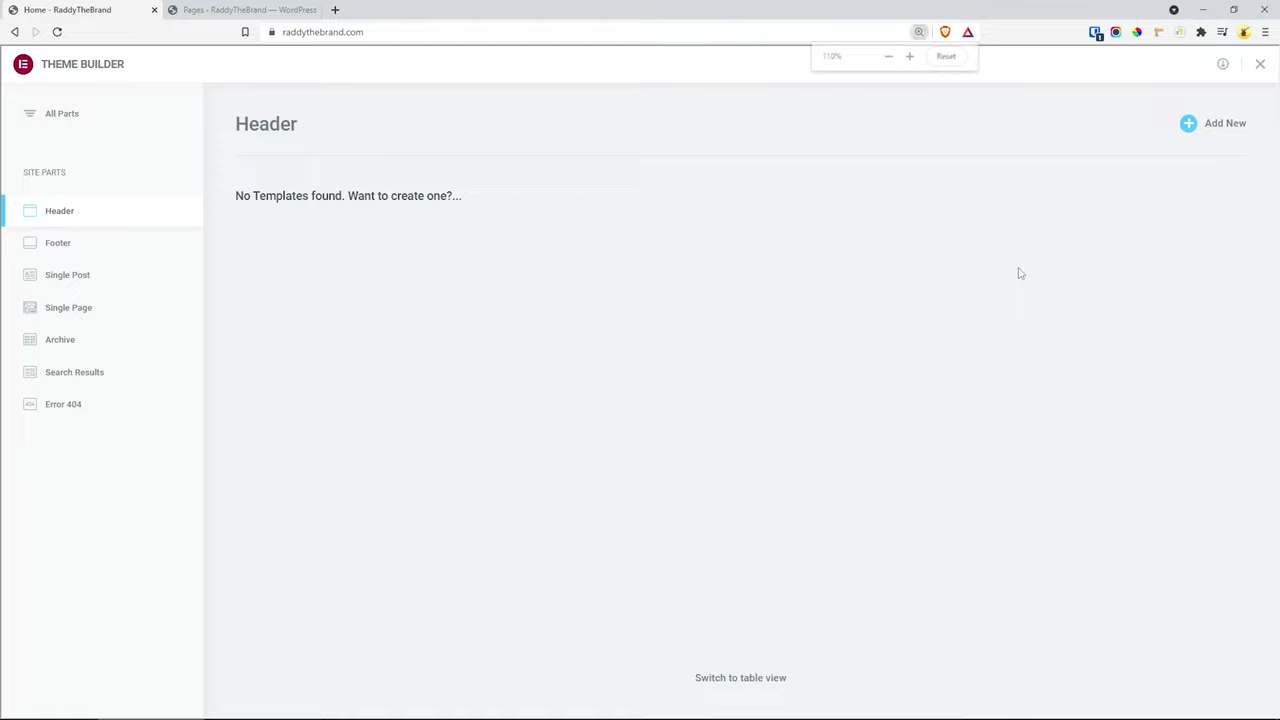 Home - RaddyTheBrand
Pages ‹ RaddyTheBrand — WordPress
raddythebrand.com
110%
Reset
THEME BUILDER
All Parts
Header
Add New
SITE PARTS
No Templates found. Want to create one?...
Header
Footer
Single Post
Single Page
Archive
Search Results
404 Error 404
Switch to table view